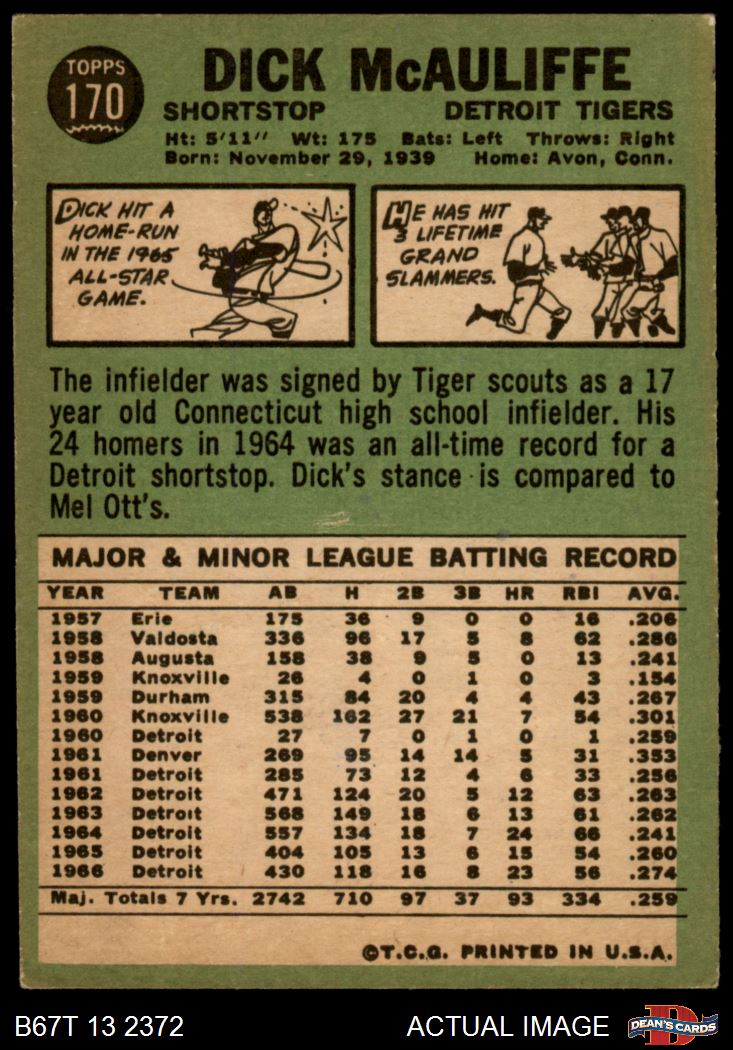 TOPPS
170
DICK McAULIFFE
SHORTSTOP DETROIT TIGERS
Ht: 5'11" Wt: 175 Bats: Left Throws: Right
Born: November 29, 1939 Home: Avon, Conn.
DICK HIT A
HOME-RUN
IN THE 1965
ALL-STAR
GAME.
HE HAS HIT
3 LIFETIME
GRAND
SLAMMERS.
The infielder was signed by Tiger scouts as a 17
year old Connecticut high school infielder. His
24 homers in 1964 was an all-time record for a
Detroit shortstop. Dick's stance is compared to
Mel Ott's.
MAJOR & MINOR LEAGUE BATTING RECORD
YEAR TEAM AB H 2B 3B HR RBI AVG.
1957 Erie 175 36 9 0 0 16 .206
1958 Valdosta 336 96 17 5 8 62 .286
1958 Augusta 158 38 9 5 0 13 .241
1959 Knoxville 26 4 0 1 0 3 .154
1959 Durham 315 84 20 4 4 43 .267
1960 Knoxville 538 162 27 21 7 54 .301
1960 Detroit 27 7 0 1 0 1 .259
1961 Denver 269 95 14 14 5 31 .353
1961 Detroit 285 73 12 4 6 33 .256
1962 Detroit 471 124 20 5 12 63 .263
1963 Detroit 568 149 18 6 13 61 .262
1964 Detroit 557 134 18 7 24 66 .241
1965 Detroit 404 105 13 6 15 54 .260
1966 Detroit 430 118 16 8 23 56 .274
Maj. Totals 7 Yrs. 2742 710 97 37 93 334 .259
©T.C.G. PRINTED IN U.S.A.
B67T 13 2372 ACTUAL IMAGE
D
DEAN'S CARDS